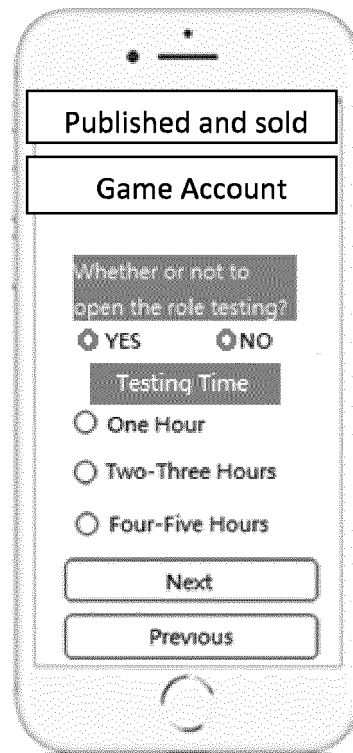 Published and sold
Game Account
Whether or not to
open the role testing?
YES NO
Testing Time
One Hour
Two-Three Hours
Four-Five Hours
Next
Previous